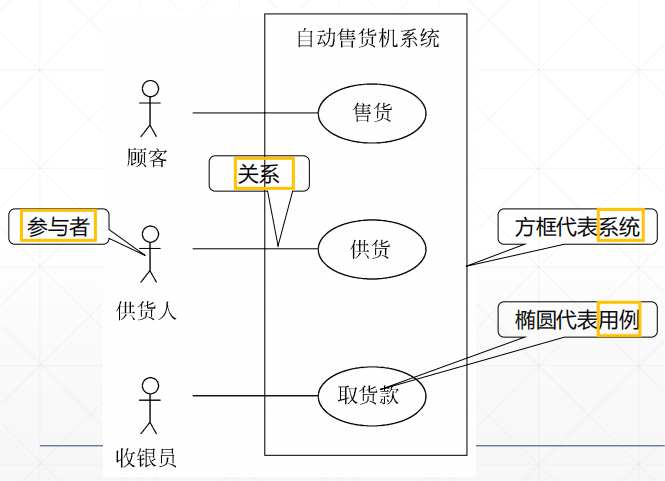 自动售货机系统
售货
顾客
关系
参与者
方框代表系统
供货
供货人
椭圆代表用例
取货款
收银员